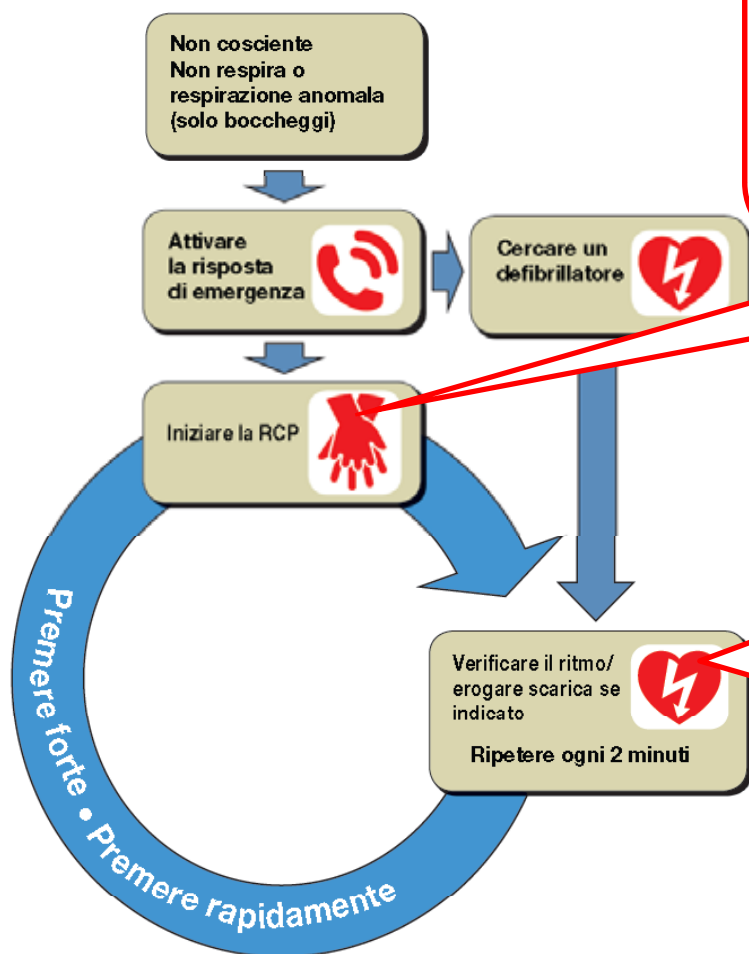 Non cosciente
Non respira o
respirazione anomala
(solo boccheggi)
Attivare
la risposta
di emergenza
Cercare un
defibrillatore
Iniziare la RCP
Verificare il ritmo/
erogare scarica se
indicato
Ripetere ogni 2 minuti
Premere forte • Premere rapidamente